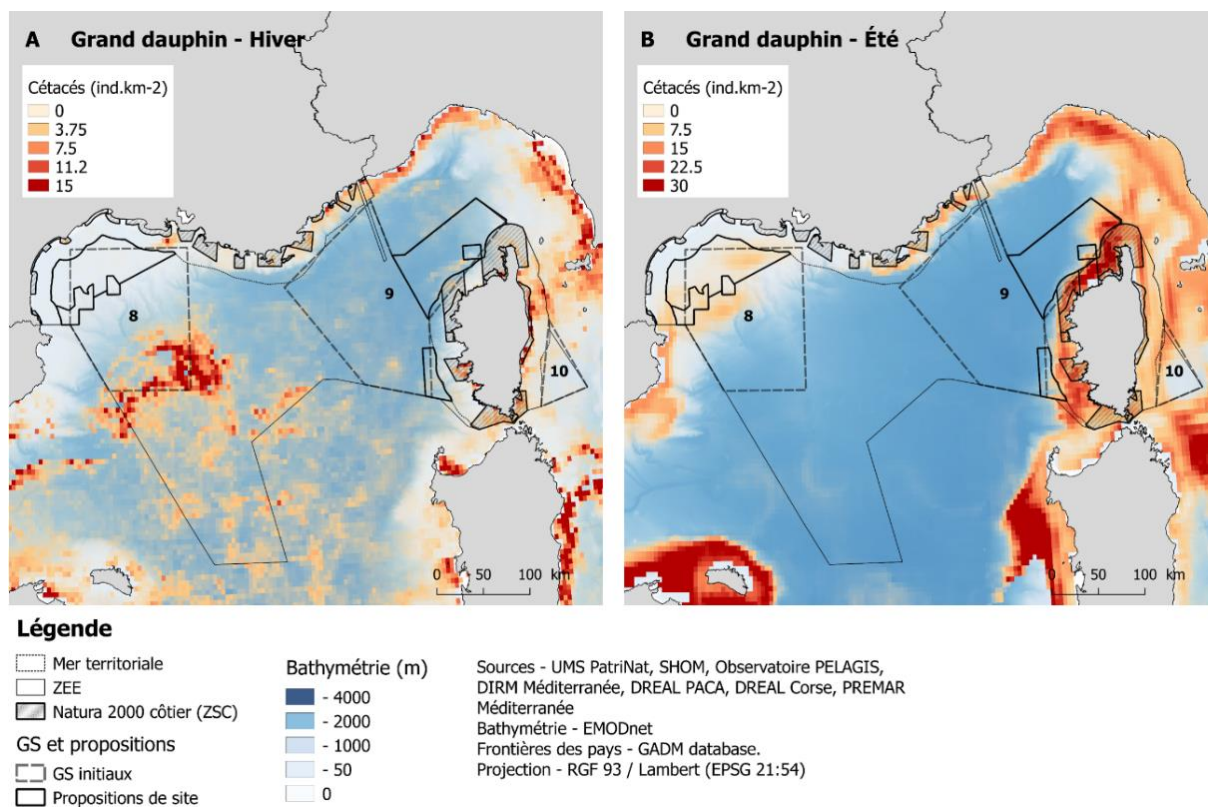 A Grand dauphin - Hiver
Cétacés (ind.km-2)
0
3.75
7.5
11.2
15
8
9
10
0 50 100 km
B Grand dauphin - Été
Cétacés (ind.km-2)
0
7.5
15
22.5
30
8
9
10
0 50 100 km
Légende
Mer territoriale
ZEE
Natura 2000 côtier (ZSC)
GS et propositions
GS initiaux
Propositions de site
Bathymétrie (m)
- 4000
- 2000
- 1000
- 50
0
Sources - UMS PatriNat, SHOM, Observatoire PELAGIS,
DIRM Méditerranée, DREAL PACA, DREAL Corse, PREMAR
Méditerranée
Bathymétrie - EMODnet
Frontières des pays - GADM database.
Projection - RGF 93 / Lambert (EPSG 21:54)